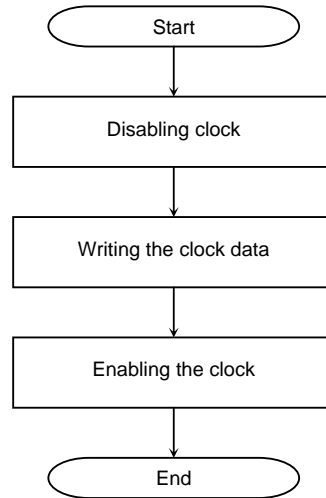 Start
Disabling clock
Writing the clock data
Enabling the clock
End